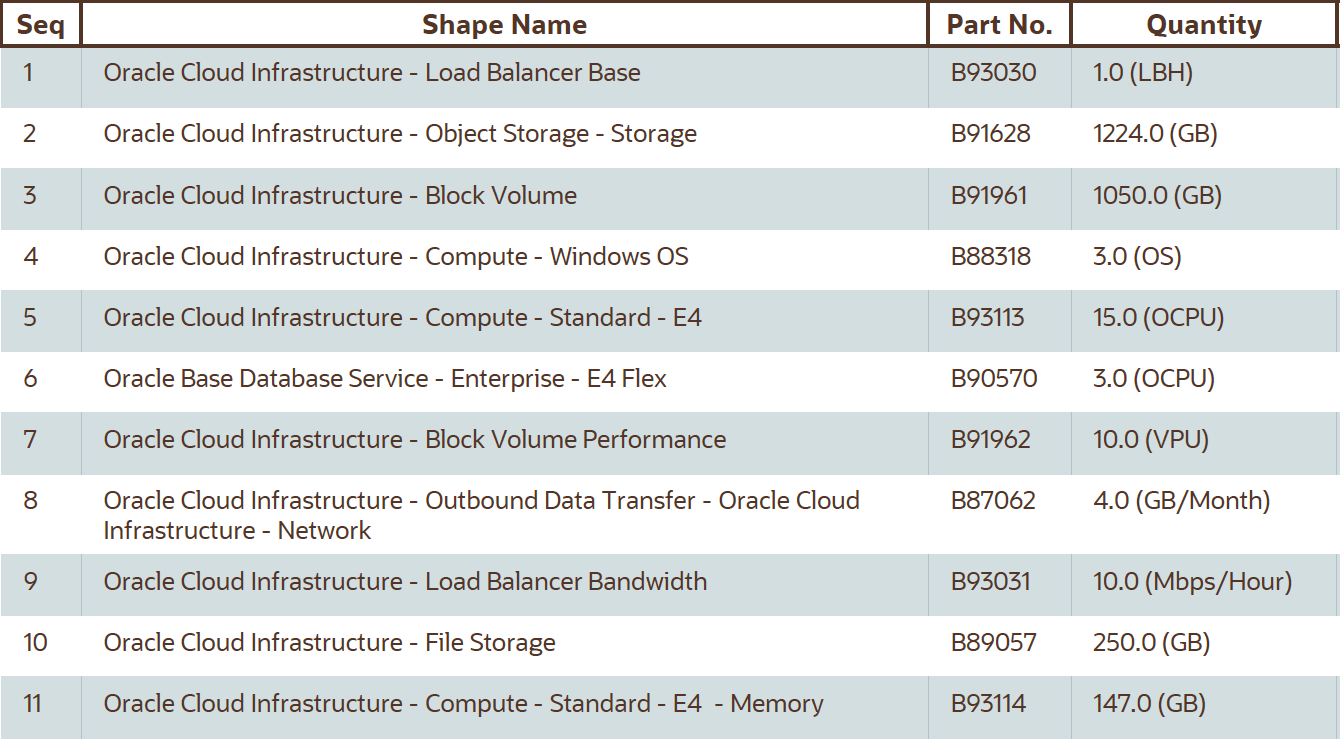 Seq Shape Name Part No. Quantity
1 Oracle Cloud Infrastructure - Load Balancer Base B93030 1.0 (LBH)
2 Oracle Cloud Infrastructure - Object Storage - Storage B91628 1224.0 (GB)
3 Oracle Cloud Infrastructure - Block Volume B91961 1050.0 (GB)
4 Oracle Cloud Infrastructure - Compute - Windows OS B88318 3.0 (OS)
5 Oracle Cloud Infrastructure - Compute - Standard - E4 B93113 15.0 (OCPU)
6 Oracle Base Database Service - Enterprise - E4 Flex B90570 3.0 (OCPU)
7 Oracle Cloud Infrastructure - Block Volume Performance B91962 10.0 (VPU)
8 Oracle Cloud Infrastructure - Outbound Data Transfer - Oracle Cloud B87062 4.0 (GB/Month)
Infrastructure - Network
9 Oracle Cloud Infrastructure - Load Balancer Bandwidth B93031 10.0 (Mbps/Hour)
10 Oracle Cloud Infrastructure - File Storage B89057 250.0 (GB)
11 Oracle Cloud Infrastructure - Compute - Standard - E4 - Memory B93114 147.0 (GB)